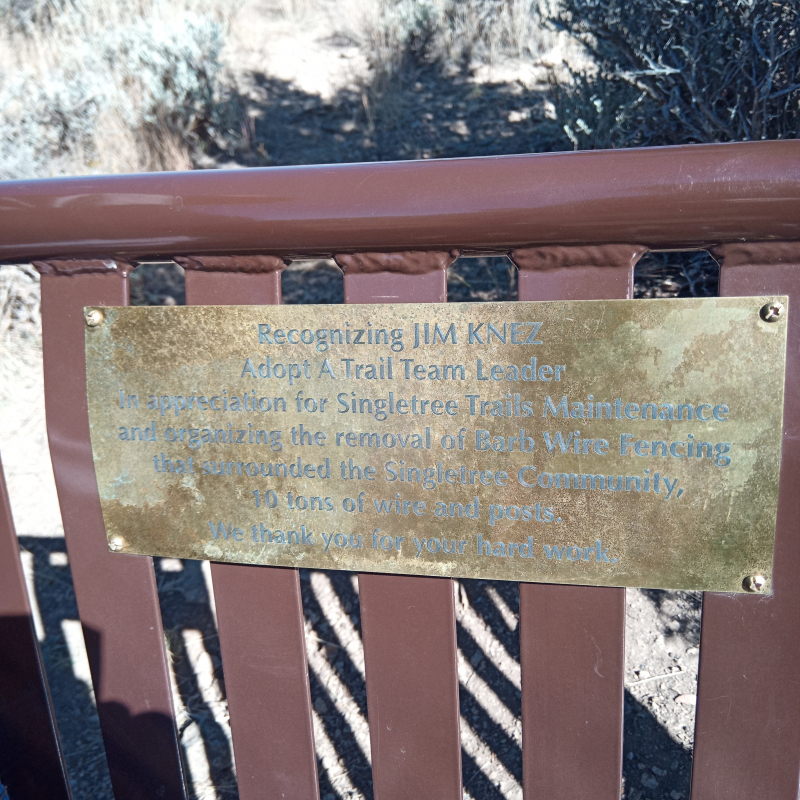 Recognizing JIM KNEZ
Adopt A Trail Team Leader
in appreciation for Singletree Trails Maintenance
and organizing the removal of Barb Wire Fencing
that surrounded the Singletree Community,
10 tons of wire and posts.
We thank you for your hard work.